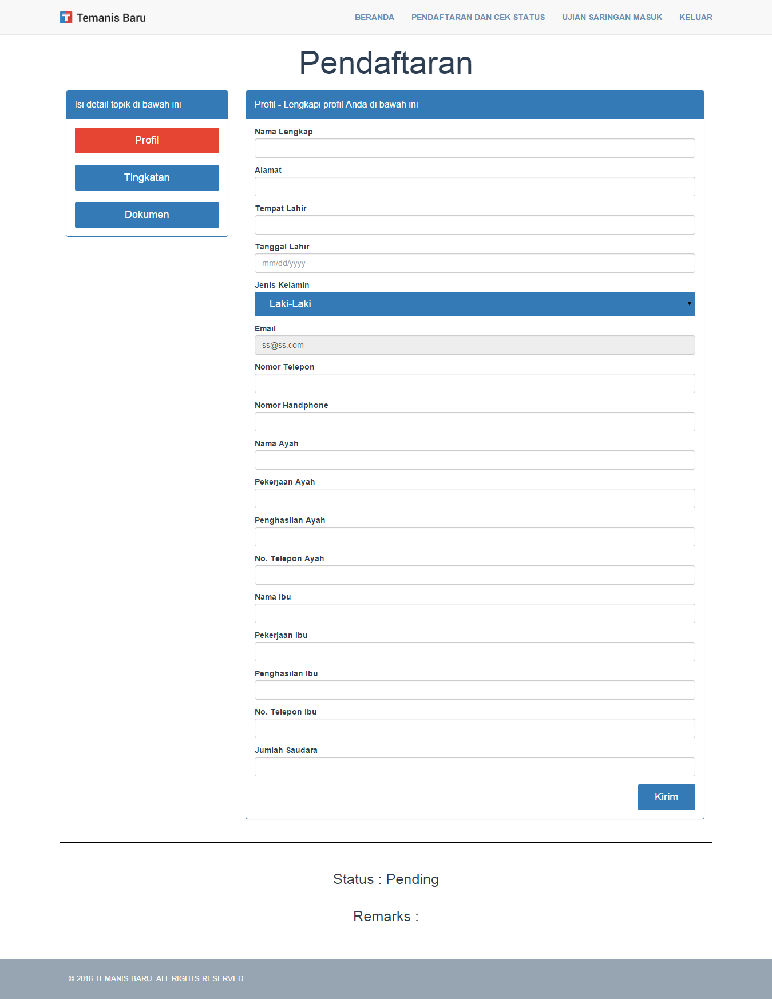 Temanis Baru
BERANDA
PENDAFTARAN DAN CEK STATUS
UJIAN SARINGAN MASUK
KELUAR
Pendaftaran
Isi detail topik di bawah ini
Profil
Tingkatan
Dokumen
Profil - Lengkapi profil Anda di bawah ini
Nama Lengkap
Alamat
Tempat Lahir
Tanggal Lahir
mm/dd/yyyy
Jenis Kelamin
Laki-Laki
Email
ss@ss.com
Nomor Telepon
Nomor Handphone
Nama Ayah
Pekerjaan Ayah
Penghasilan Ayah
No. Telepon Ayah
Nama Ibu
Pekerjaan Ibu
Penghasilan Ibu
No. Telepon Ibu
Jumlah Saudara
Kirim
Status : Pending
Remarks :
© 2016 TEMANIS BARU. ALL RIGHTS RESERVED.